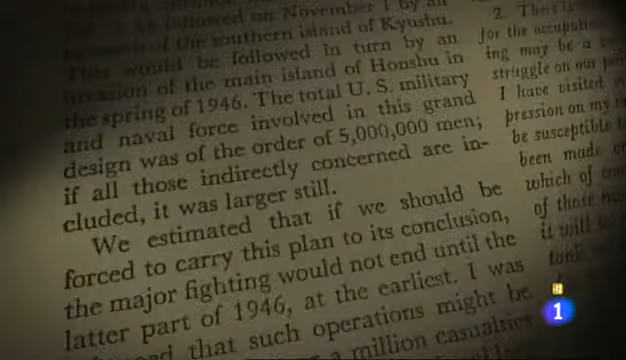 be followed on November 1 by an
of the southern island of Kyushu.
This would be followed in turn by an
invasion of the main island of Honshu in
the spring of 1946. The total U. S. military
and naval force involved in this grand
design was of the order of 5,000,000 men;
if all those indirectly concerned are in-
cluded, it was larger still.
We estimated that if we should be
forced to carry this plan to its conclusion,
the major fighting would not end until the
latter part of 1946, at the earliest. I was
that such operations might be
a million casualties
2. There
for the occupation
ing may be a
struggle on our
I have visited
pression on my
be susceptible
been made
which of
of those
it will
1